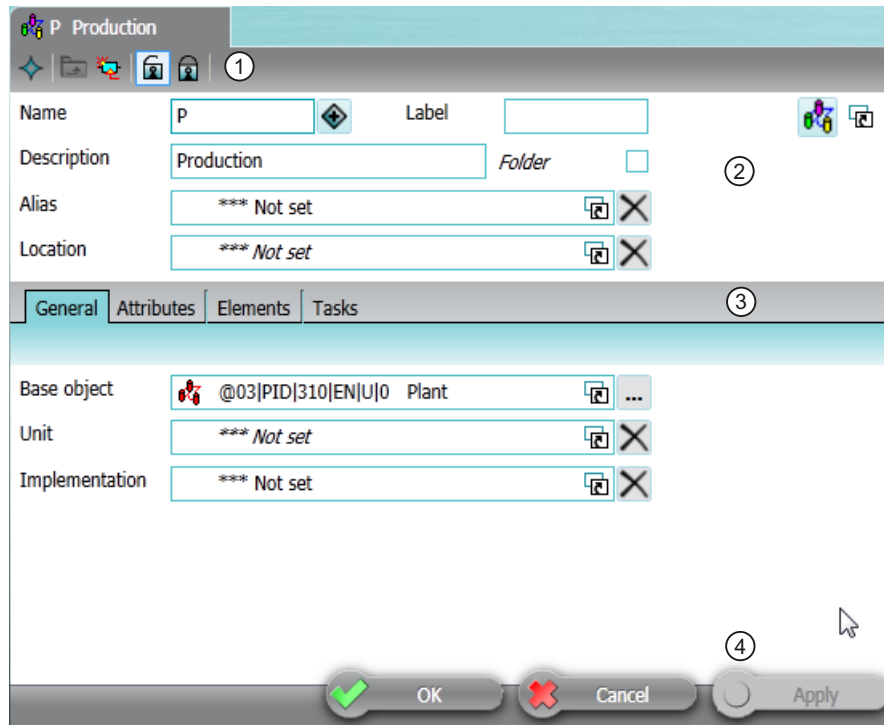 P Production
①
Name P Label
Description Production Folder
②
Alias *** Not set
Location *** Not set
General Attributes Elements Tasks ③
Base object @03|PID|310|EN|U|0 Plant ...
Unit *** Not set
Implementation *** Not set
④
OK Cancel Apply